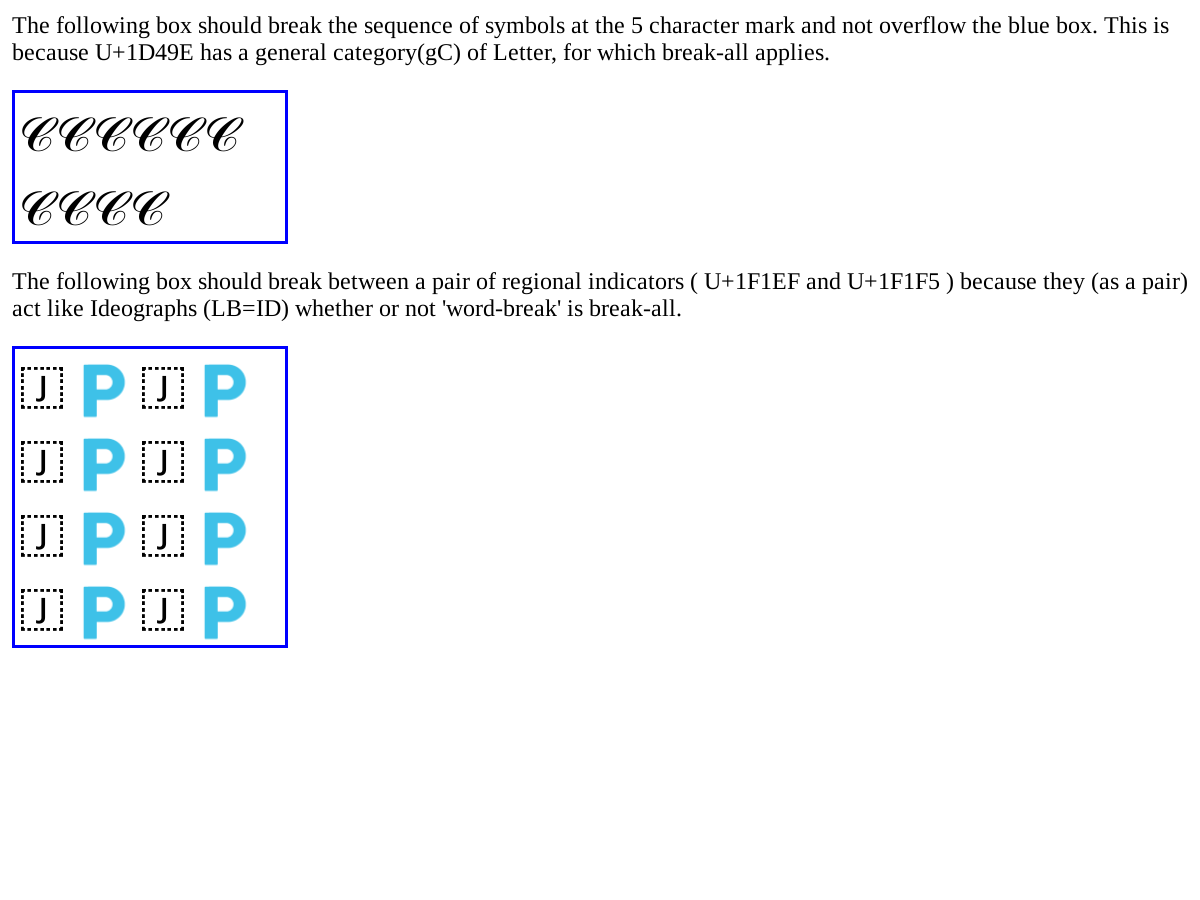 The following box should break the sequence of symbols at the 5 character mark and not overflow the blue box. This is
because U+1D49E has a general category(gC) of Letter, for which break-all applies.
𝒞𝒞𝒞𝒞𝒞𝒞
𝒞𝒞𝒞𝒞
The following box should break between a pair of regional indicators ( U+1F1EF and U+1F1F5 ) because they (as a pair)
act like Ideographs (LB=ID) whether or not 'word-break' is break-all.
J P J P
J P J P
J P J P
J P J P